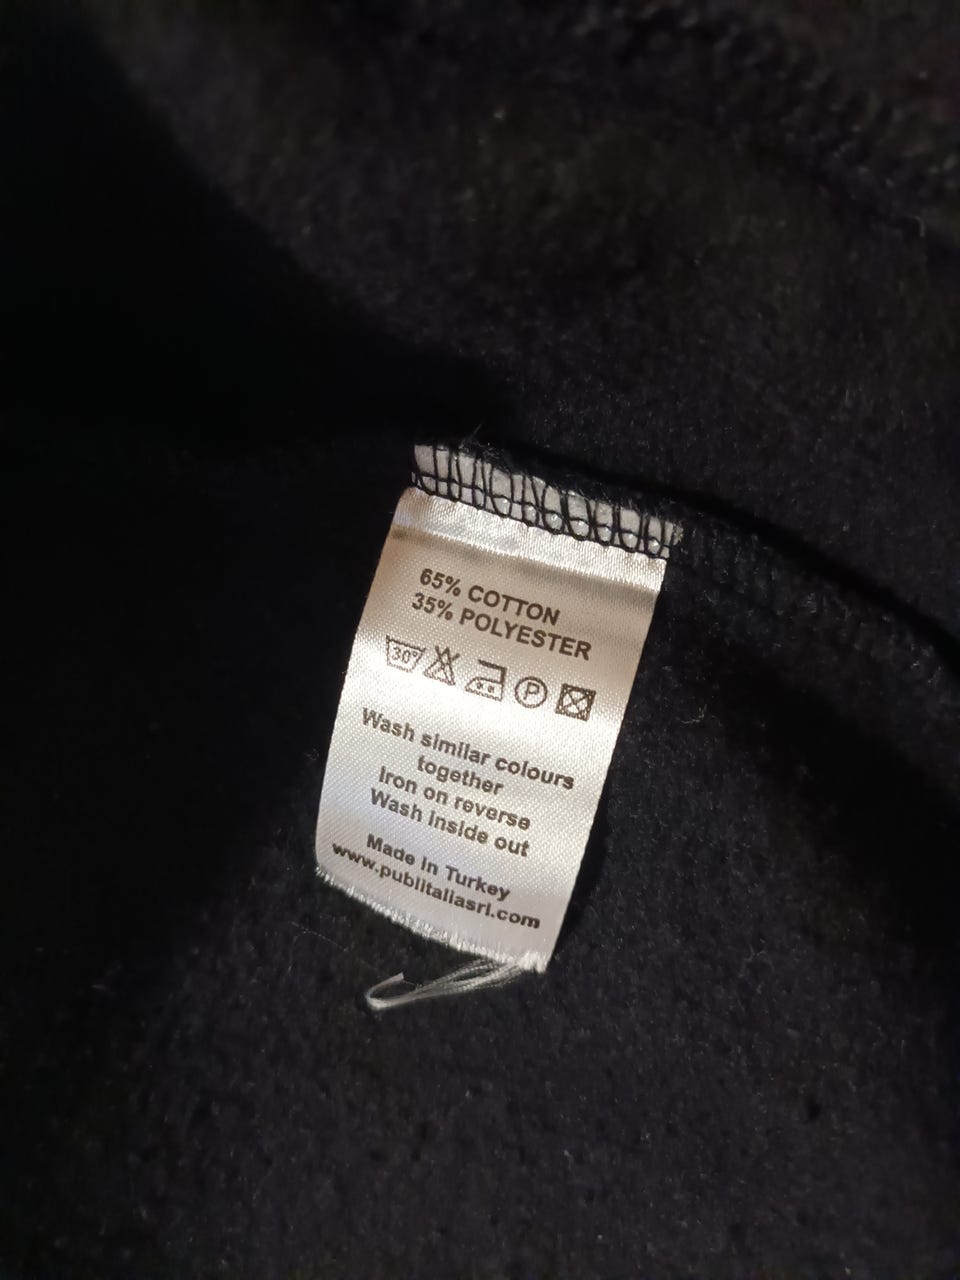 65% COTTON
35% POLYESTER
30° P
Wash similar colours
together
Iron on reverse
Wash inside out
Made In Turkey
www.publitaliasrl.com